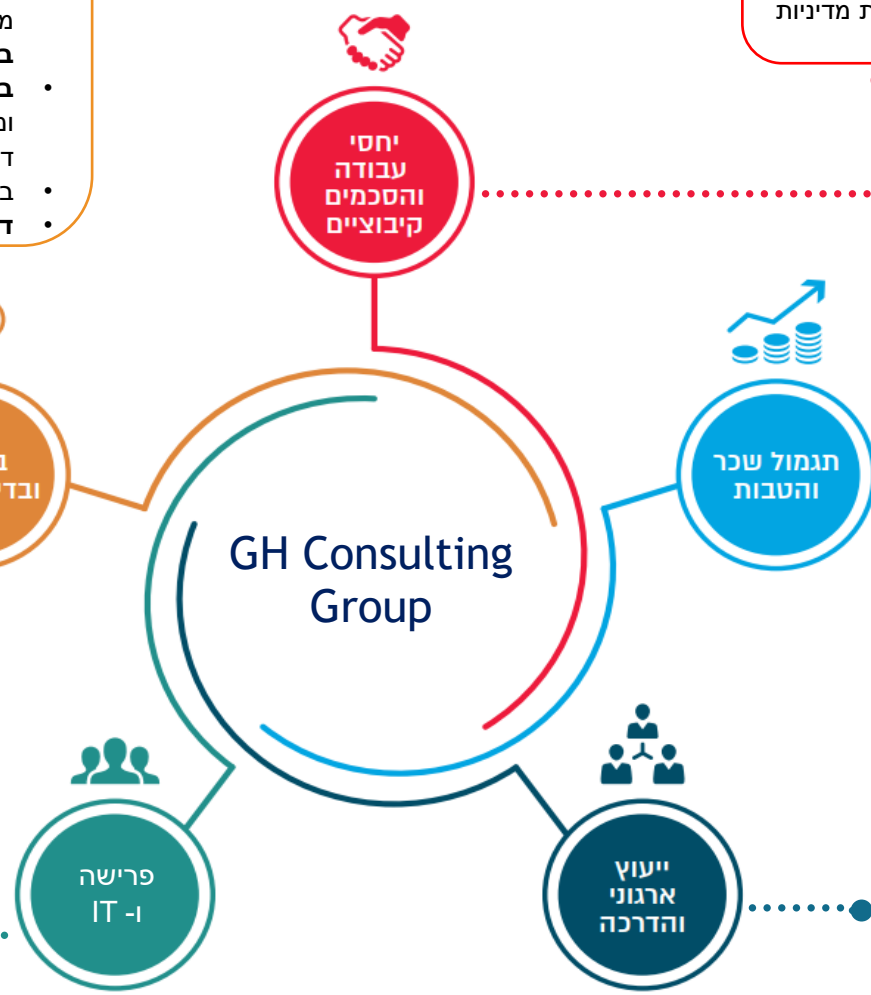 ת מדיניות
יחסי
עבודה
והסכמים
קיבוציים
תגמול שכר
והטבות
GH Consulting
Group
ייעוץ
ארגוני
והדרכה
פרישה
ו- IT